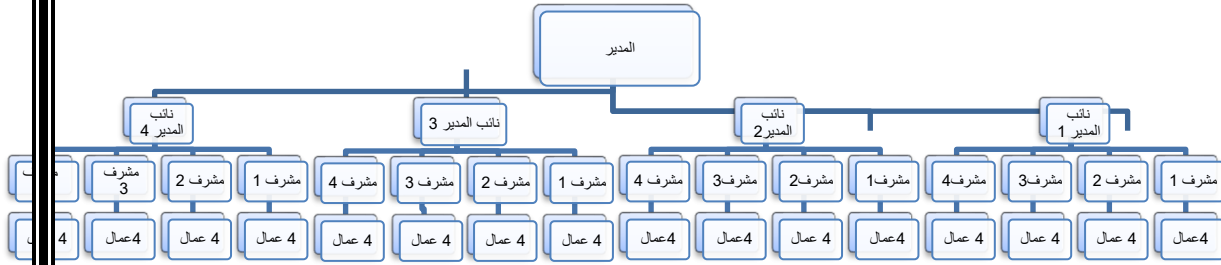 المدير
نائب
المدير 1
نائب
المدير2
نائب المدير 3
نائب
المدير 4
مشرف 1
مشرف 2
مشرف3
مشرف4
مشرف1
مشرف2
مشرف3
مشرف 4
مشرف 1
مشرف 2
مشرف 3
مشرف 4
مشرف 1
مشرف 2
مشرف
3
4عمال
4 عمال
4 عمال
4عمال
4عمال
4 عمال
4عمال
4عمال
4 عمال
4 عمال
4 عمال
4 عمال
4 عمال
4 عمال
4عمال
4